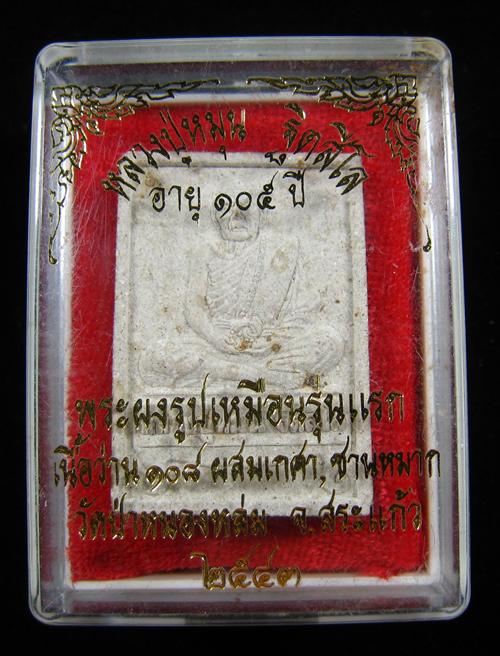 หลวงปู่หมุน ฐิตสีโล
อายุ ๑๐๕ ปี
พระผงรูปเหมือนรุ่นแรก
เนื้อว่าน ๑๐๘ ผสมเกศา, ชานหมาก
วัดป่าหนองหล่ม จ.สระแก้ว
๒๕๔๓